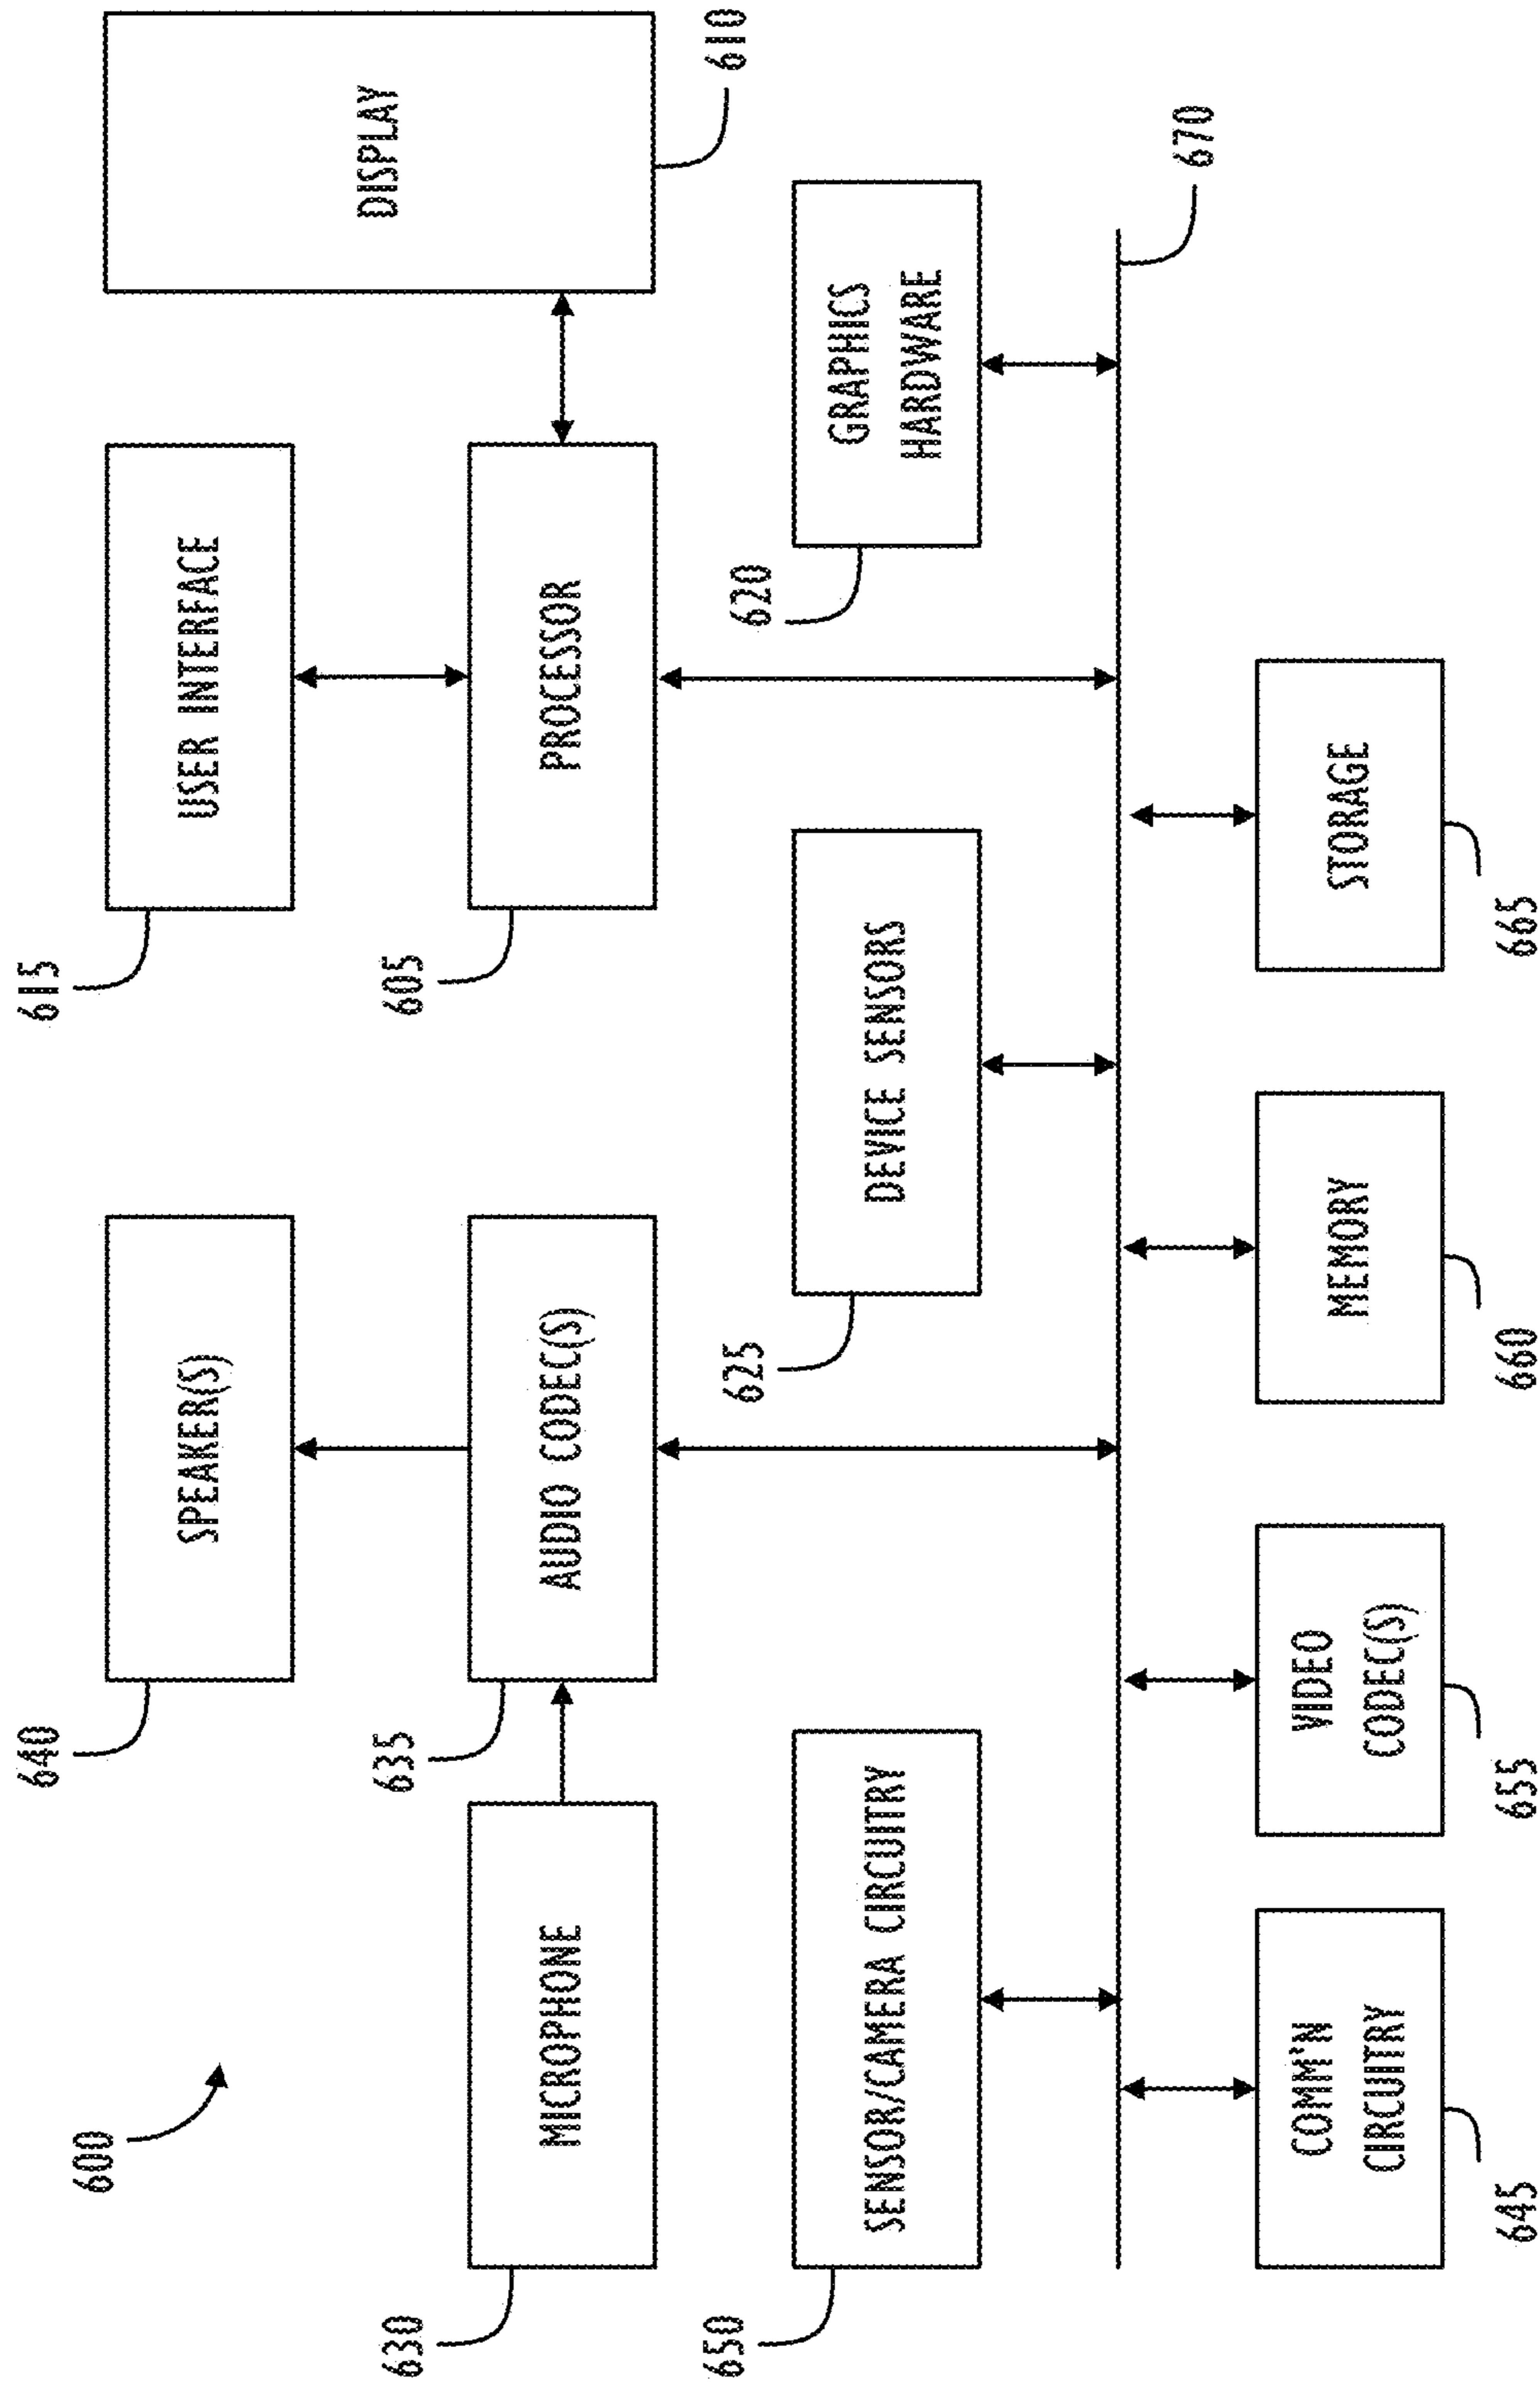 600
640
SPEAKER(S)
615
USER INTERFACE
DISPLAY
610
630
MICROPHONE
635
AUDIO CODEC(S)
605
PROCESSOR
650
SENSOR/CAMERA CIRCUITRY
625
DEVICE SENSORS
620
GRAPHICS
HARDWARE
670
COMM'N
CIRCUITRY
645
VIDEO
CODEC(S)
655
MEMORY
660
STORAGE
665